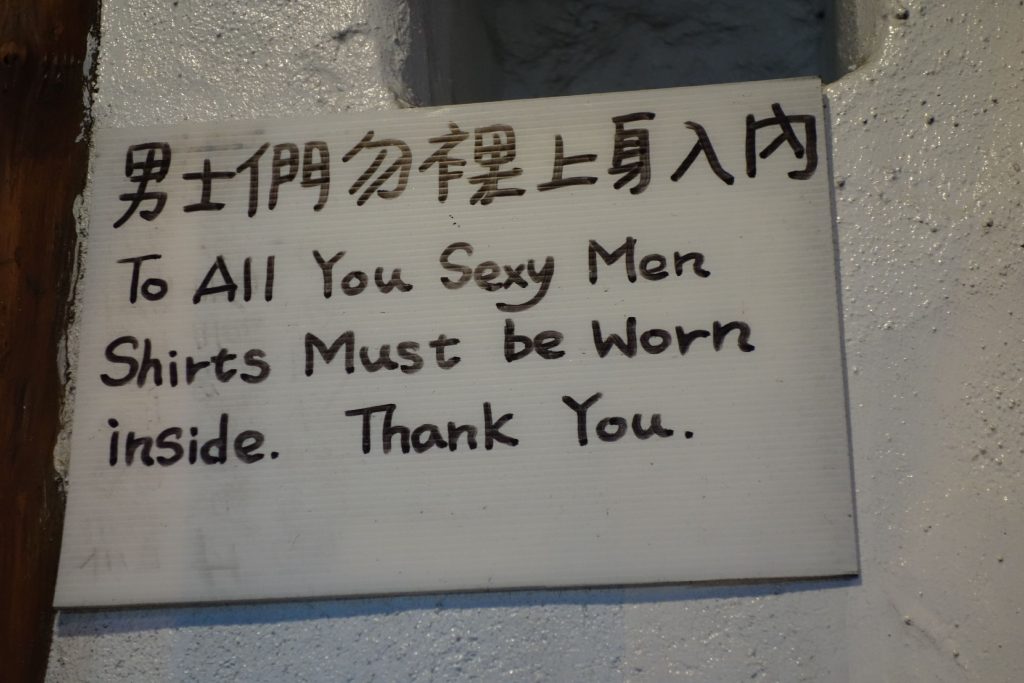 男士們勿裸上身入內
To All You Sexy Men
Shirts Must be Worn
inside. Thank You.